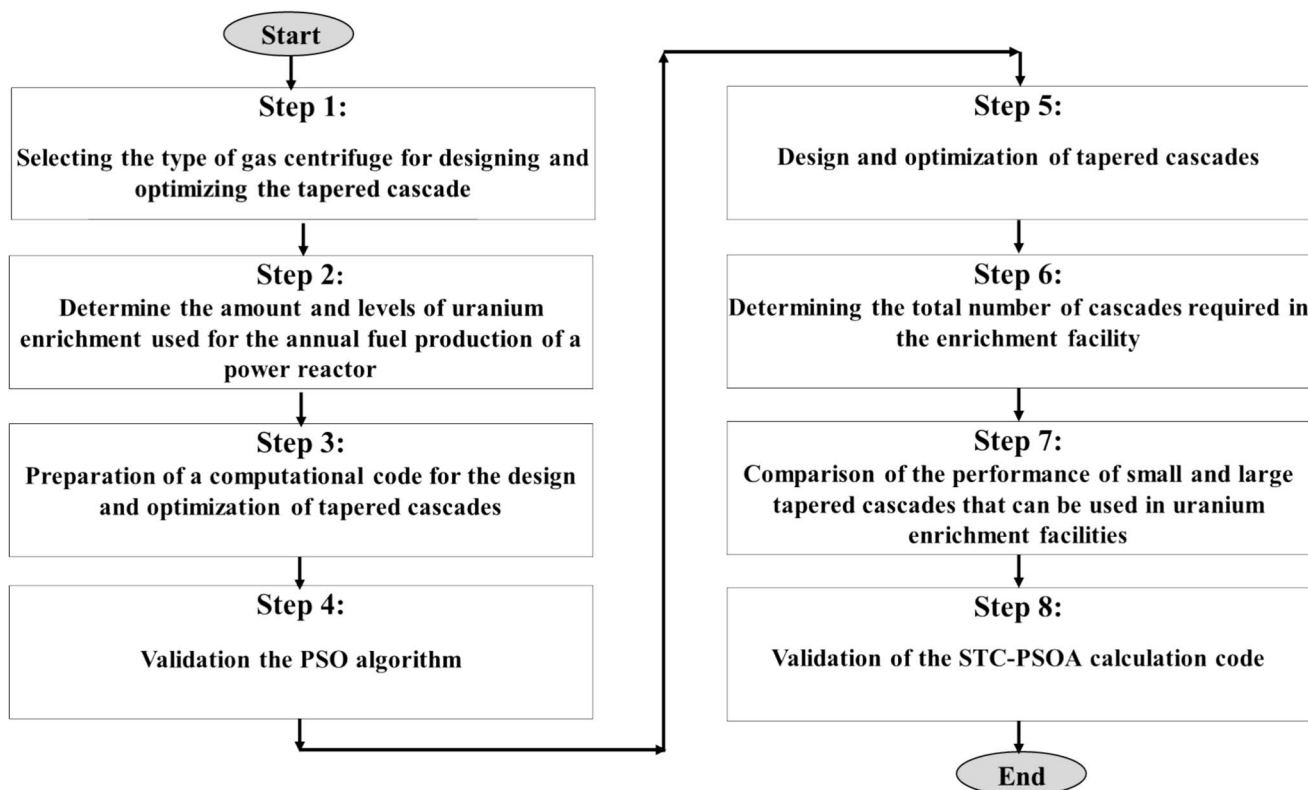 Start
Step 1:
Selecting the type of gas centrifuge for designing and
optimizing the tapered cascade
Step 2:
Determine the amount and levels of uranium
enrichment used for the annual fuel production of a
power reactor
Step 3:
Preparation of a computational code for the design
and optimization of tapered cascades
Step 4:
Validation the PSO algorithm
Step 5:
Design and optimization of tapered cascades
Step 6:
Determining the total number of cascades required in
the enrichment facility
Step 7:
Comparison of the performance of small and large
tapered cascades that can be used in uranium
enrichment facilities
Step 8:
Validation of the STC-PSOA calculation code
End